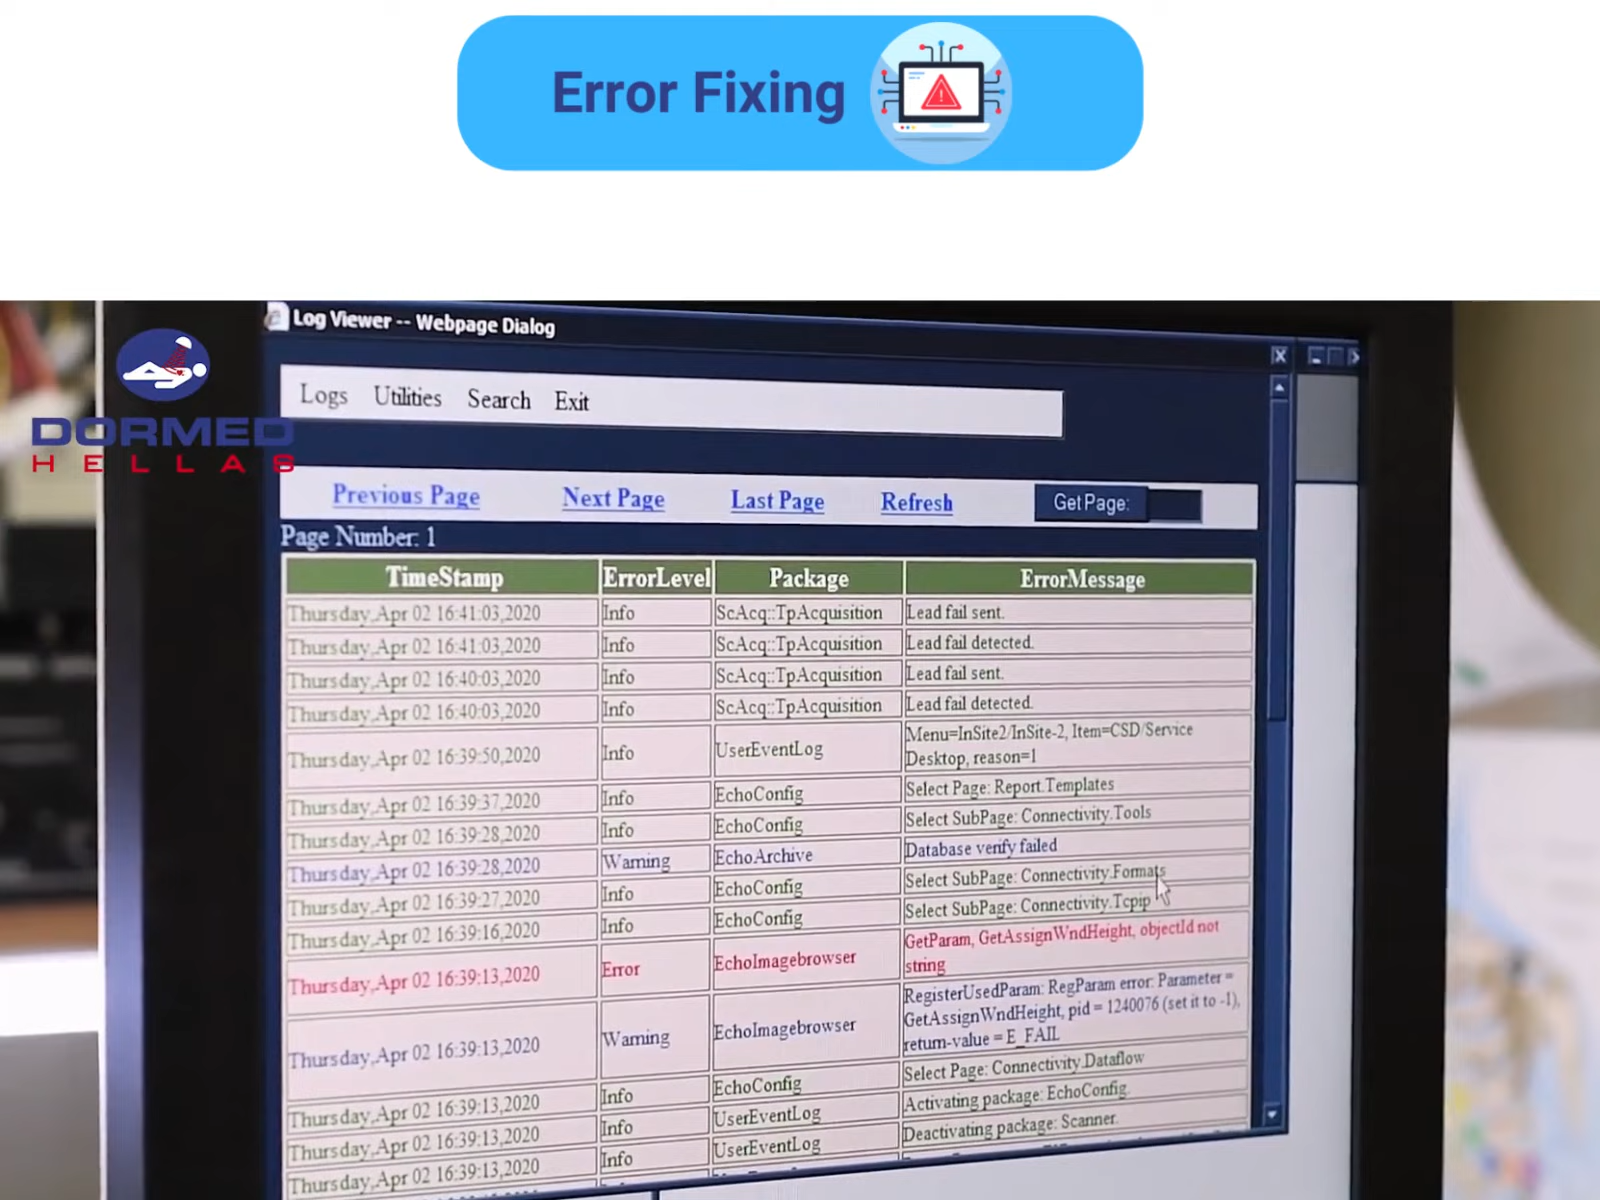 Error Fixing
Log Viewer -- Webpage Dialog
DORMED
HELLAS
Logs Utilities Search Exit
Previous Page Next Page Last Page Refresh Get Page:
Page Number: 1
TimeStamp ErrorLevel Package ErrorMessage
Thursday,Apr 02 16:41:03,2020 Info ScAcq::TpAcquisition Lead fail sent.
Thursday,Apr 02 16:41:03,2020 Info ScAcq::TpAcquisition Lead fail detected.
Thursday,Apr 02 16:40:03,2020 Info ScAcq::TpAcquisition Lead fail sent.
Thursday,Apr 02 16:40:03,2020 Info ScAcq::TpAcquisition Lead fail detected.
Thursday,Apr 02 16:39:50,2020 Info UserEventLog Menu=InSite2/InSite-2, Item=CSD/Service
Desktop, reason=1
Thursday,Apr 02 16:39:37,2020 Info EchoConfig Select Page: Report.Templates
Thursday,Apr 02 16:39:28,2020 Info EchoConfig Select SubPage: Connectivity.Tools
Thursday,Apr 02 16:39:28,2020 Warning EchoArchive Database verify failed
Thursday,Apr 02 16:39:27,2020 Info EchoConfig Select SubPage: Connectivity.Formats
Thursday,Apr 02 16:39:16,2020 Info EchoConfig Select SubPage: Connectivity.Tcpip
Thursday,Apr 02 16:39:13,2020 Error EchoImagebrowser GetParam, GetAssignWndHeight, objectId not
string
Thursday,Apr 02 16:39:13,2020 Warning EchoImagebrowser RegisterUsedParam: RegParam error: Parameter =
GetAssignWndHeight, pid = 1240076 (set it to -1),
return-value = E_FAIL
Thursday,Apr 02 16:39:13,2020 Info EchoConfig Select Page: Connectivity.Dataflow
Thursday,Apr 02 16:39:13,2020 Info UserEventLog Activating package: EchoConfig.
Thursday,Apr 02 16:39:13,2020 Info UserEventLog Deactivating package: Scanner.